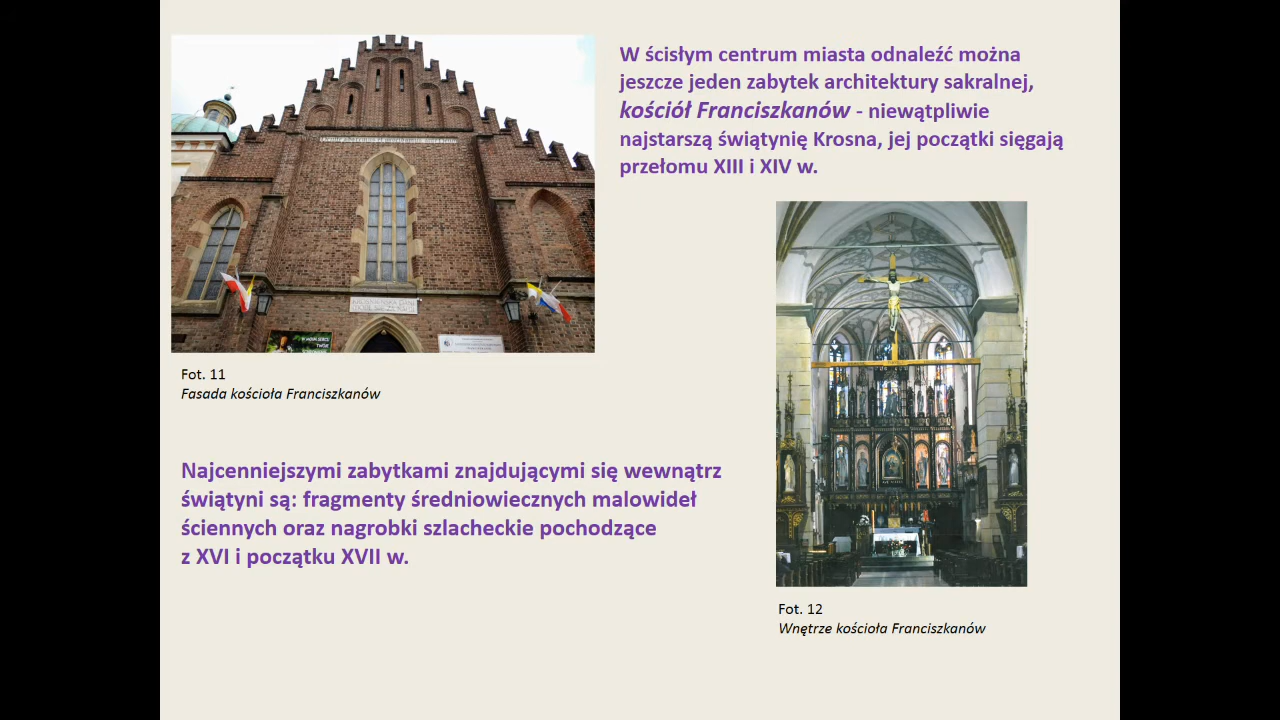 W ścisłym centrum miasta odnaleźć można
jeszcze jeden zabytek architektury sakralnej,
kościół Franciszkanów - niewątpliwie
najstarszą świątynię Krosna, jej początki sięgają
przełomu XIII i XIV w.
Fot. 11
Fasada kościoła Franciszkanów
Najcenniejszymi zabytkami znajdującymi się wewnątrz
świątyni są: fragmenty średniowiecznych malowideł
ściennych oraz nagrobki szlacheckie pochodzące
z XVI i początku XVII w.
Fot. 12
Wnętrze kościoła Franciszkanów